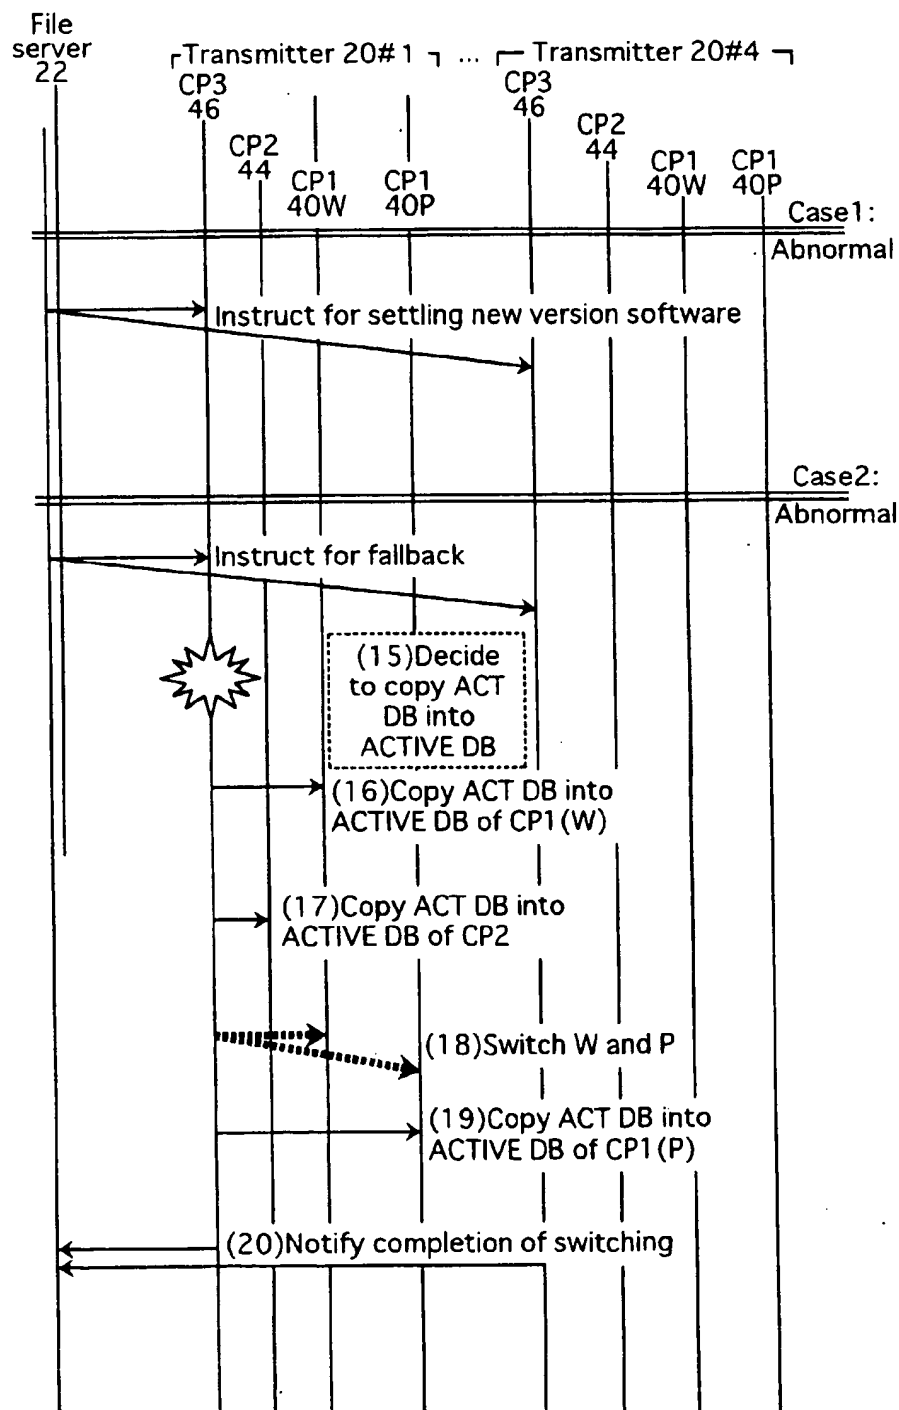 File
server
22
Transmitter 20#1 ... Transmitter 20#4
CP3
46
CP2
44
CP1
40W
CP1
40P
CP3
46
CP2
44
CP1
40W
CP1
40P
Case1:
Abnormal
Instruct for settling new version software
Case2:
Abnormal
Instruct for fallback
(15)Decide
to copy ACT
DB into
ACTIVE DB
(16)Copy ACT DB into
ACTIVE DB of CP1(W)
(17)Copy ACT DB into
ACTIVE DB of CP2
(18)Switch W and P
(19)Copy ACT DB into
ACTIVE DB of CP1(P)
(20)Notify completion of switching